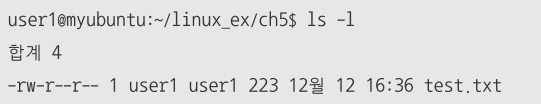 user1@myubuntu:~/linux_ex/ch5$ ls -l
합계 4
-rw-r--r-- 1 user1 user1 223 12월 12 16:36 test.txt